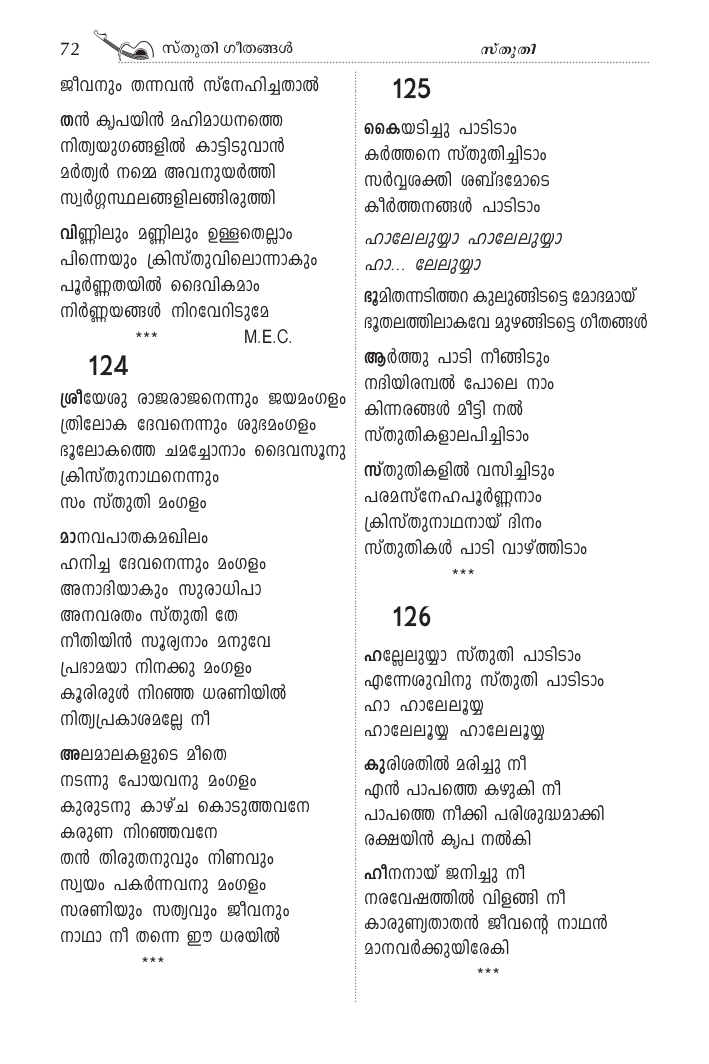 72 സ്തുതി ഗീതങ്ങൾ സ്തുതി
ജീവനും തന്നവൻ സ്നേഹിച്ചതാൽ
തൻ കൃപയിൻ മഹിമാധനത്തെ
നിത്യയുഗങ്ങളിൽ കാട്ടിടുവാൻ
മർത്യർ നമ്മെ അവനുയർത്തി
സ്വർഗ്ഗസ്ഥലങ്ങളിലങ്ങിരുത്തി
വിണ്ണിലും മണ്ണിലും ഉള്ളതെല്ലാം
പിന്നെയും ക്രിസ്തുവിലൊന്നാകും
പൂർണ്ണതയിൽ ദൈവികമാം
നിർണ്ണയങ്ങൾ നിറവേറിടുമേ
*** M.E.C.
124
ശ്രീയേശു രാജരാജനെന്നും ജയമംഗളം
ത്രിലോക ദേവനെന്നും ശുഭമംഗളം
ഭൂലോകത്തെ ചമച്ചോനാം ദൈവസൂനു
ക്രിസ്തുനാഥനെന്നും
സം സ്തുതി മംഗളം
മാനവപാതകമഖിലം
ഹനിച്ച ദേവനെന്നും മംഗളം
അനാദിയാകും സുരാധിപാ
അനവരതം സ്തുതി തേ
നീതിയിൻ സൂര്യനാം മനുവേ
പ്രഭാമയാ നിനക്കു മംഗളം
കൂരിരുൾ നിറഞ്ഞ ധരണിയിൽ
നിത്യപ്രകാശമല്ലേ നീ
അലമാലകളുടെ മീതെ
നടന്നു പോയവനു മംഗളം
കുരുടനു കാഴ്ച കൊടുത്തവനേ
കരുണ നിറഞ്ഞവനേ
തൻ തിരുതനുവും നിണവും
സ്വയം പകർന്നവനു മംഗളം
സരണിയും സത്യവും ജീവനും
നാഥാ നീ തന്നെ ഈ ധരയിൽ
***
125
കൈയടിച്ചു പാടിടാം
കർത്തനെ സ്തുതിച്ചിടാം
സർവ്വശക്തി ശബ്ദമോടെ
കീർത്തനങ്ങൾ പാടിടാം
ഹാലേലുയ്യാ ഹാലേലുയ്യാ
ഹാ... ലേലുയ്യാ
ഭൂമിതന്നടിത്തറ കുലുങ്ങിടട്ടെ മോദമായ്
ഭൂതലത്തിലാകവേ മുഴങ്ങിടട്ടെ ഗീതങ്ങൾ
ആർത്തു പാടി നീങ്ങിടും
നദിയിരമ്പൽ പോലെ നാം
കിന്നരങ്ങൾ മീട്ടി നൽ
സ്തുതികളാലപിച്ചിടാം
സ്തുതികളിൽ വസിച്ചിടും
പരമസ്നേഹപൂർണ്ണനാം
ക്രിസ്തുനാഥനായ് ദിനം
സ്തുതികൾ പാടി വാഴ്ത്തിടാം
***
126
ഹല്ലേലുയ്യാ സ്തുതി പാടിടാം
എന്നേശുവിനു സ്തുതി പാടിടാം
ഹാ ഹാലേലൂയ്യ
ഹാലേലൂയ്യ ഹാലേലൂയ്യ
കുരിശതിൽ മരിച്ചു നീ
എൻ പാപത്തെ കഴുകി നീ
പാപത്തെ നീക്കി പരിശുദ്ധമാക്കി
രക്ഷയിൻ കൃപ നൽകി
ഹീനനായ് ജനിച്ചു നീ
നരവേഷത്തിൽ വിളങ്ങി നീ
കാരുണ്യതാതൻ ജീവന്റെ നാഥൻ
മാനവർക്കുയിരേകി
***